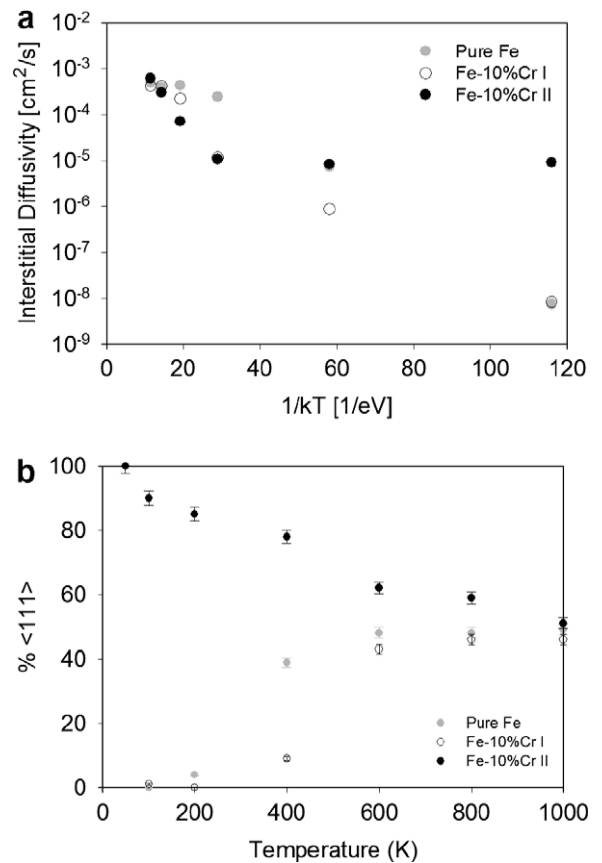 a
10-2
10-3
10-4
10-5
10-6
10-7
10-8
10-9
Interstitial Diffusivity [cm2/s]
Pure Fe
Fe-10%Cr I
Fe-10%Cr II
0 20 40 60 80 100 120
1/kT [1/eV]
b
100
80
60
40
20
0
% <111>
Pure Fe
Fe-10%Cr I
Fe-10%Cr II
0 200 400 600 800 1000
Temperature (K)